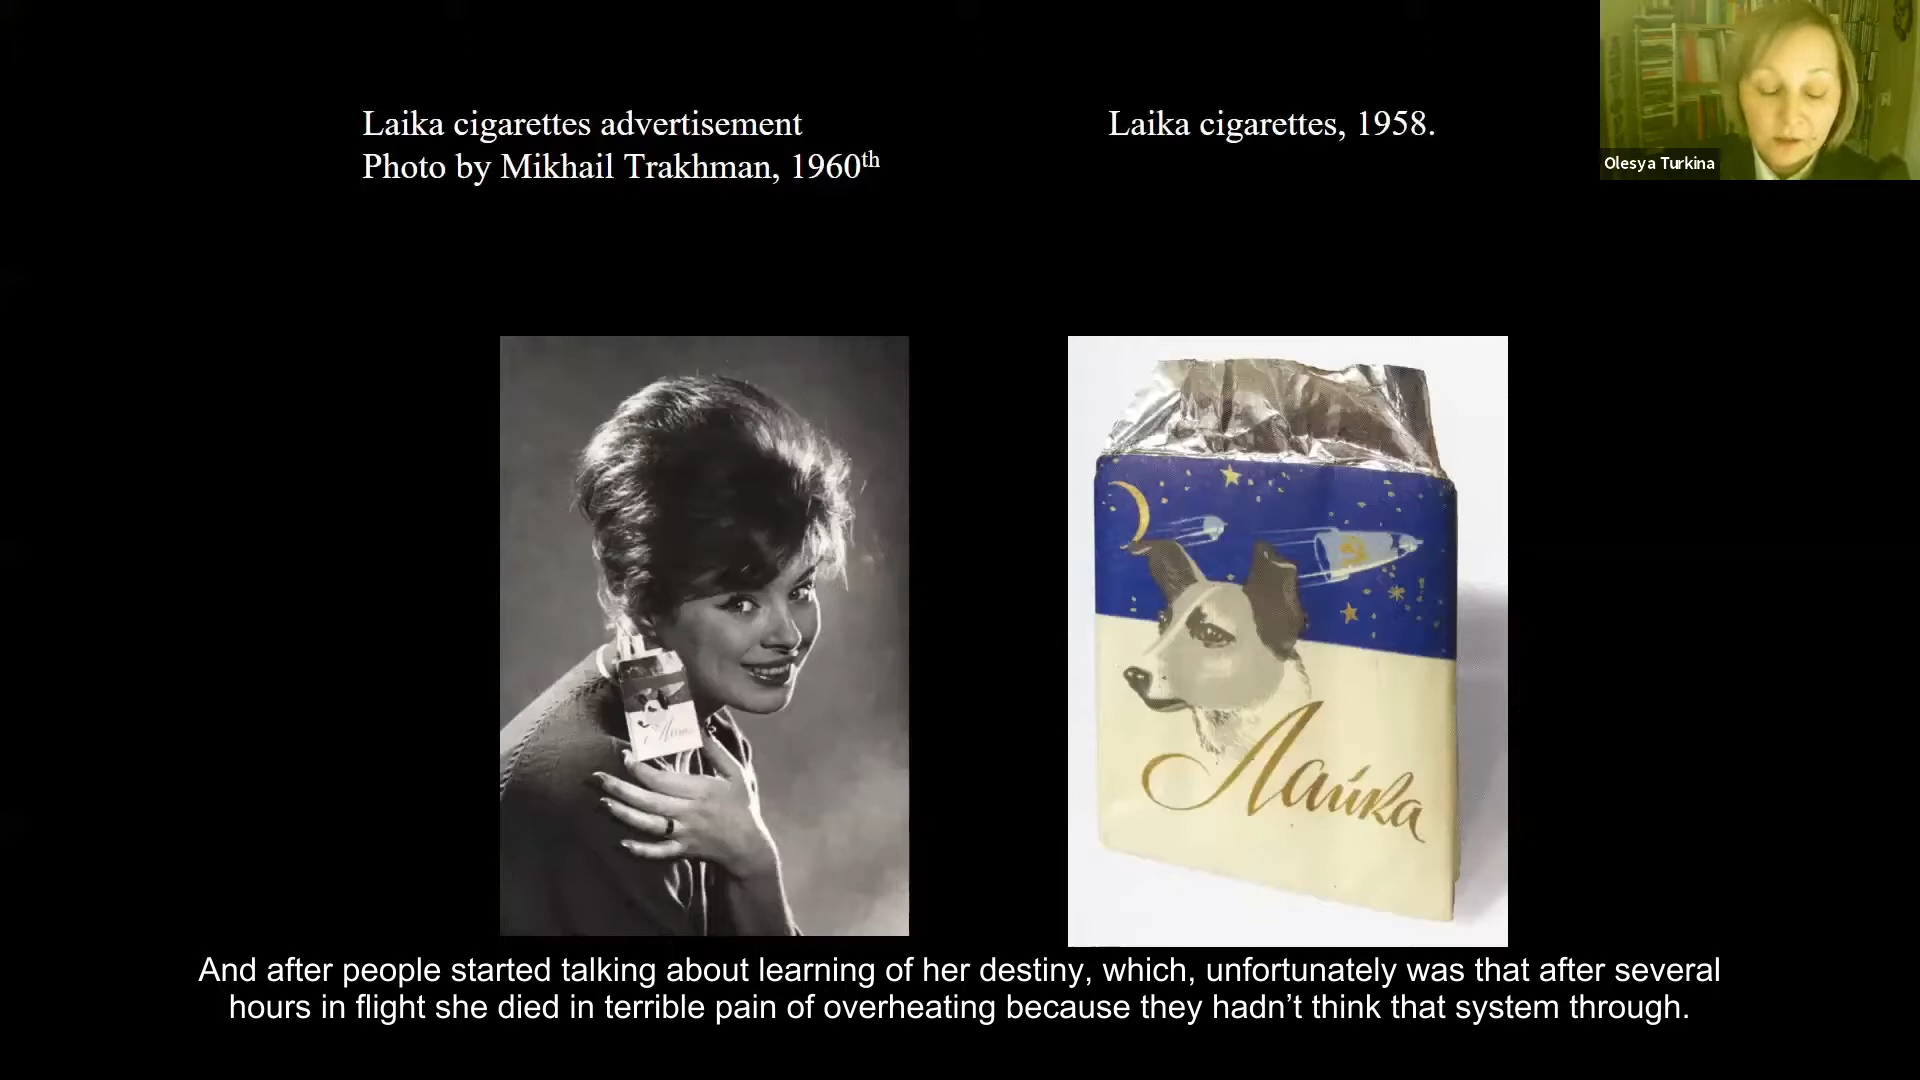 Laika cigarettes advertisement
Photo by Mikhail Trakhman, 1960th
Laika cigarettes, 1958.
Olesya Turkina
Лайка
Лайка
And after people started talking about learning of her destiny, which, unfortunately was that after several
hours in flight she died in terrible pain of overheating because they hadn’t think that system through.